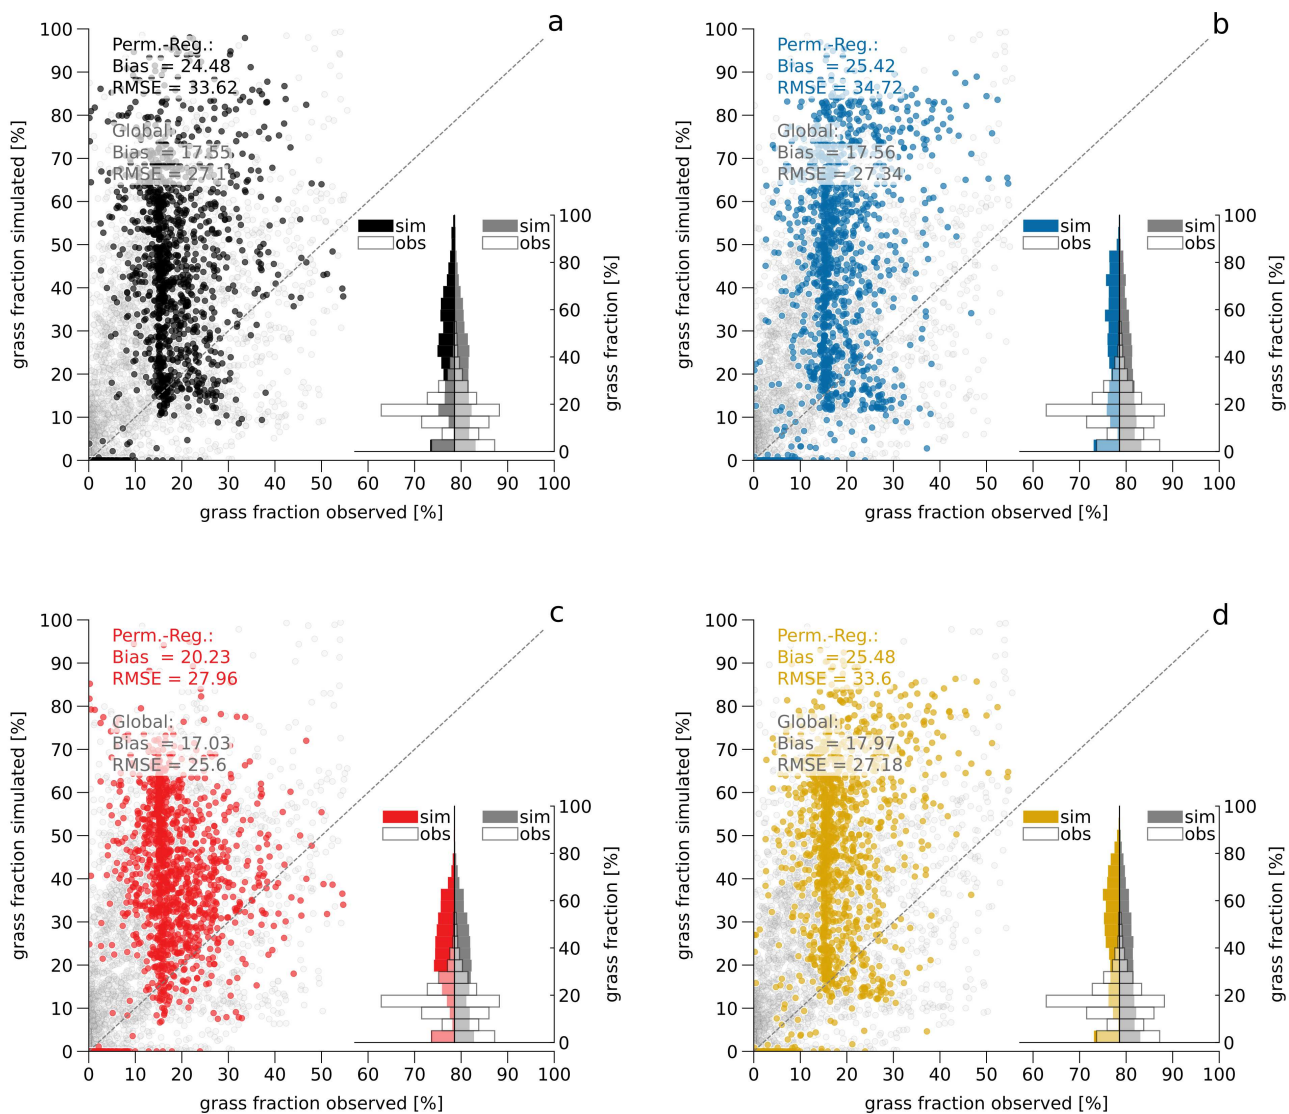 a
100
90
80
70
60
50
40
30
20
10
0
grass fraction simulated [%]
Perm.-Reg.:
Bias = 24.48
RMSE = 33.62
Global:
Bias = 17.55
RMSE = 27.1
sim
obs
sim
obs
100
80
60
40
20
0
grass fraction [%]
0 10 20 30 40 50 60 70 80 90 100
grass fraction observed [%]
b
100
90
80
70
60
50
40
30
20
10
0
grass fraction simulated [%]
Perm.-Reg.:
Bias = 25.42
RMSE = 34.72
Global:
Bias = 17.56
RMSE = 27.34
sim
obs
sim
obs
100
80
60
40
20
0
grass fraction [%]
0 10 20 30 40 50 60 70 80 90 100
grass fraction observed [%]
c
100
90
80
70
60
50
40
30
20
10
0
grass fraction simulated [%]
Perm.-Reg.:
Bias = 20.23
RMSE = 27.96
Global:
Bias = 17.03
RMSE = 25.6
sim
obs
sim
obs
100
80
60
40
20
0
grass fraction [%]
0 10 20 30 40 50 60 70 80 90 100
grass fraction observed [%]
d
100
90
80
70
60
50
40
30
20
10
0
grass fraction simulated [%]
Perm.-Reg.:
Bias = 25.48
RMSE = 33.6
Global:
Bias = 17.97
RMSE = 27.18
sim
obs
sim
obs
100
80
60
40
20
0
grass fraction [%]
0 10 20 30 40 50 60 70 80 90 100
grass fraction observed [%]